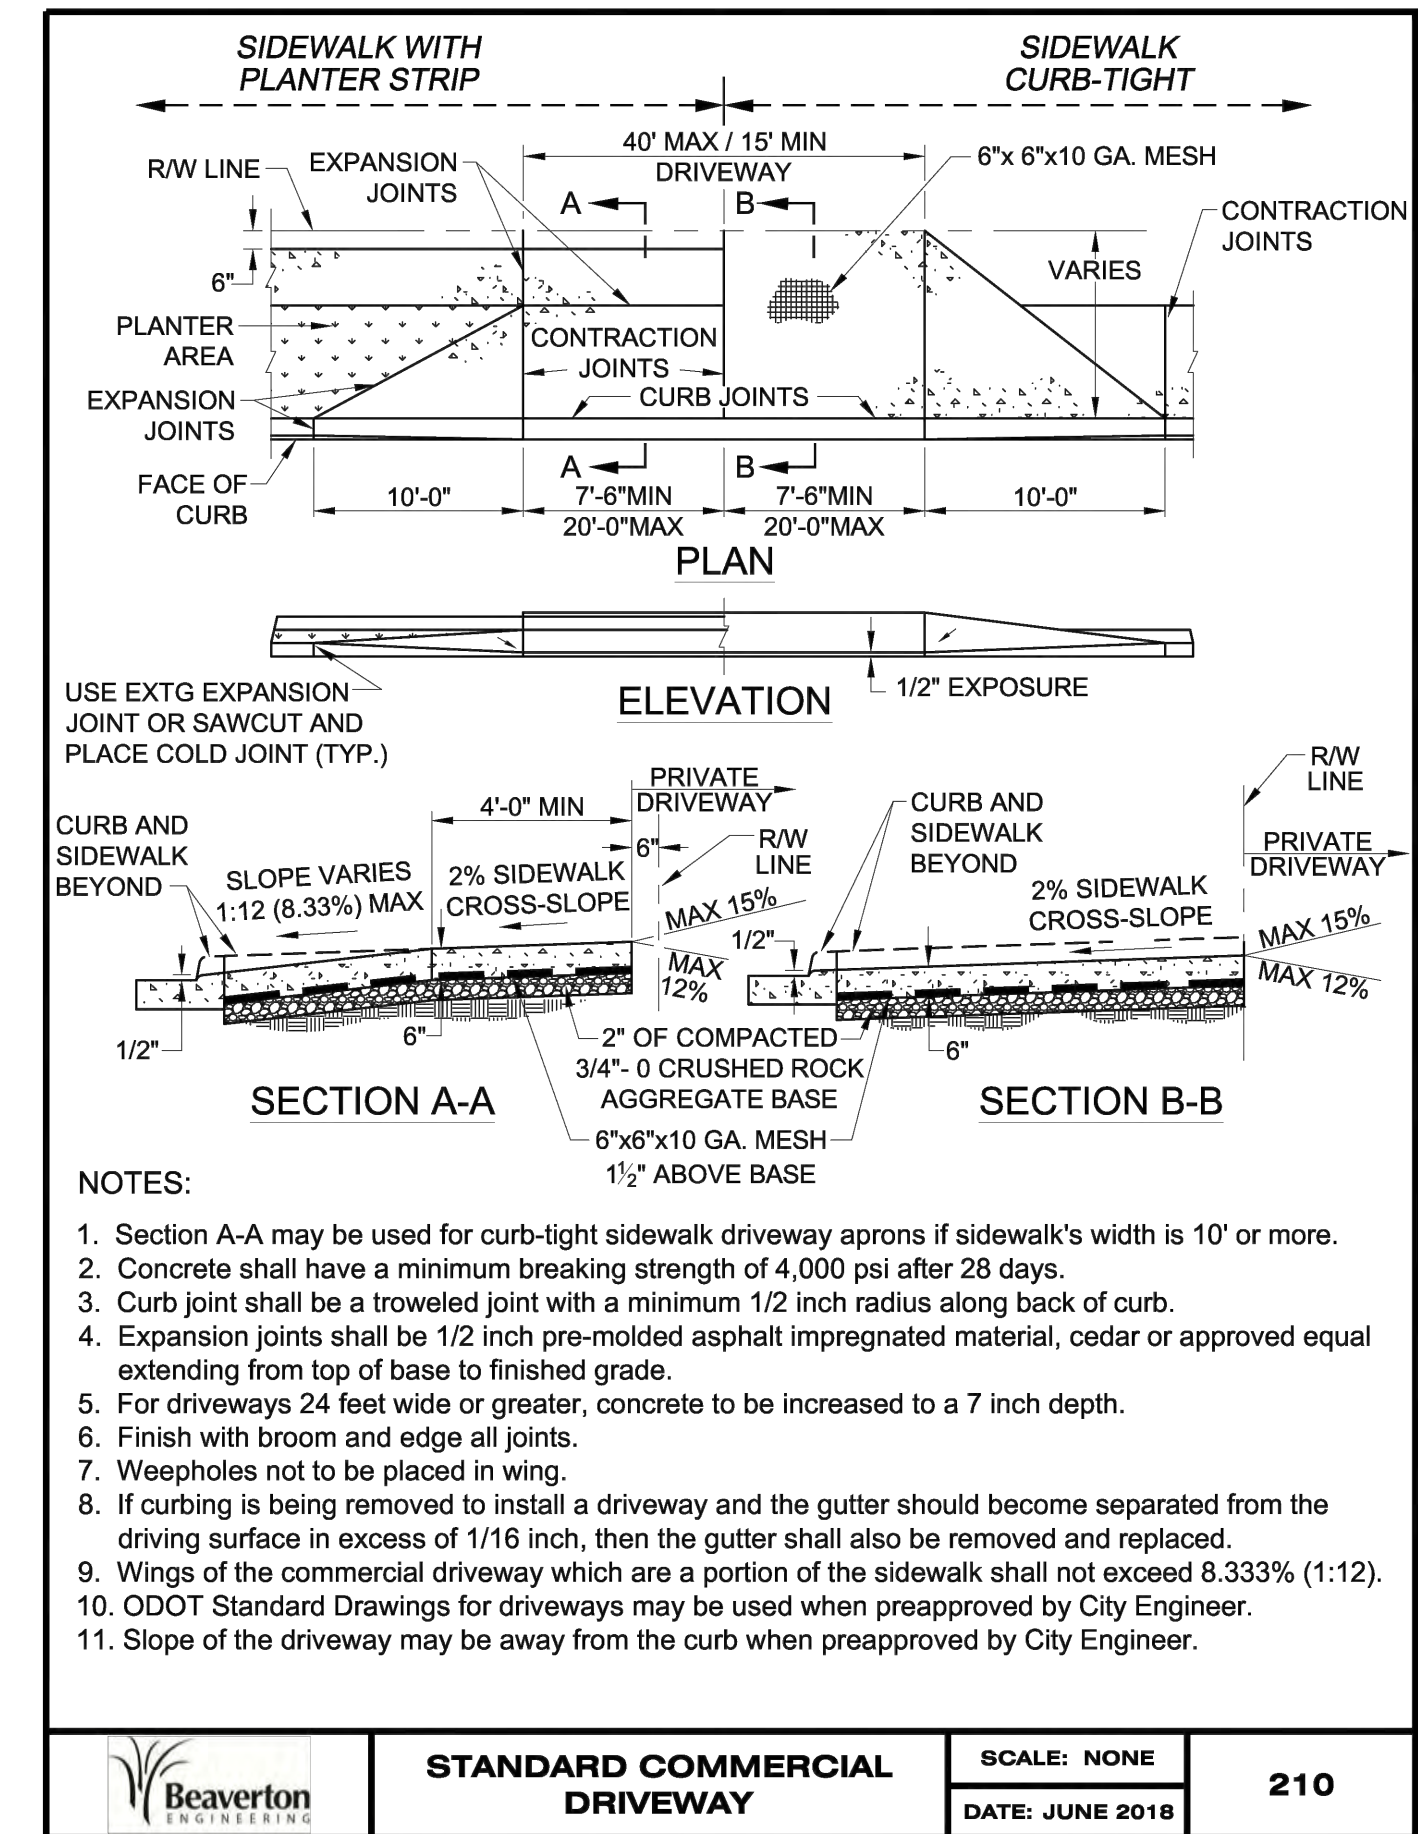 SIDEWALK WITH
PLANTER STRIP
SIDEWALK
CURB-TIGHT
40' MAX / 15' MIN
DRIVEWAY
6"x 6"x10 GA. MESH
R/W LINE
EXPANSION
JOINTS
A
B
CONTRACTION
JOINTS
VARIES
6"
PLANTER
AREA
CONTRACTION
JOINTS
CURB JOINTS
EXPANSION
JOINTS
FACE OF
CURB
A
B
10'-0"
7'-6"MIN
20'-0"MAX
7'-6"MIN
20'-0"MAX
10'-0"
PLAN
USE EXTG EXPANSION
JOINT OR SAWCUT AND
PLACE COLD JOINT (TYP.)
ELEVATION
1/2" EXPOSURE
CURB AND
SIDEWALK
BEYOND
SLOPE VARIES
1:12 (8.33%) MAX
4'-0" MIN
2% SIDEWALK
CROSS-SLOPE
PRIVATE
DRIVEWAY
6"
R/W
LINE
MAX 15%
MAX
12%
1/2"
6"
SECTION A-A
2" OF COMPACTED
3/4"- 0 CRUSHED ROCK
AGGREGATE BASE
6"x6"x10 GA. MESH
1½" ABOVE BASE
CURB AND
SIDEWALK
BEYOND
1/2"
2% SIDEWALK
CROSS-SLOPE
R/W
LINE
PRIVATE
DRIVEWAY
MAX 15%
MAX 12%
6"
SECTION B-B
NOTES:
1. Section A-A may be used for curb-tight sidewalk driveway aprons if sidewalk's width is 10' or more.
2. Concrete shall have a minimum breaking strength of 4,000 psi after 28 days.
3. Curb joint shall be a troweled joint with a minimum 1/2 inch radius along back of curb.
4. Expansion joints shall be 1/2 inch pre-molded asphalt impregnated material, cedar or approved equal
extending from top of base to finished grade.
5. For driveways 24 feet wide or greater, concrete to be increased to a 7 inch depth.
6. Finish with broom and edge all joints.
7. Weepholes not to be placed in wing.
8. If curbing is being removed to install a driveway and the gutter should become separated from the
driving surface in excess of 1/16 inch, then the gutter shall also be removed and replaced.
9. Wings of the commercial driveway which are a portion of the sidewalk shall not exceed 8.333% (1:12).
10. ODOT Standard Drawings for driveways may be used when preapproved by City Engineer.
11. Slope of the driveway may be away from the curb when preapproved by City Engineer.
Beaverton
ENGINEERING
STANDARD COMMERCIAL
DRIVEWAY
SCALE: NONE
DATE: JUNE 2018
210